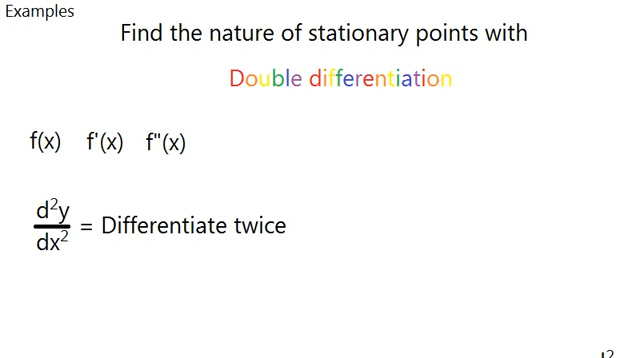 Examples
Find the nature of stationary points with
Double differentiation
f(x) f'(x) f"(x)
d²y
dx² = Differentiate twice